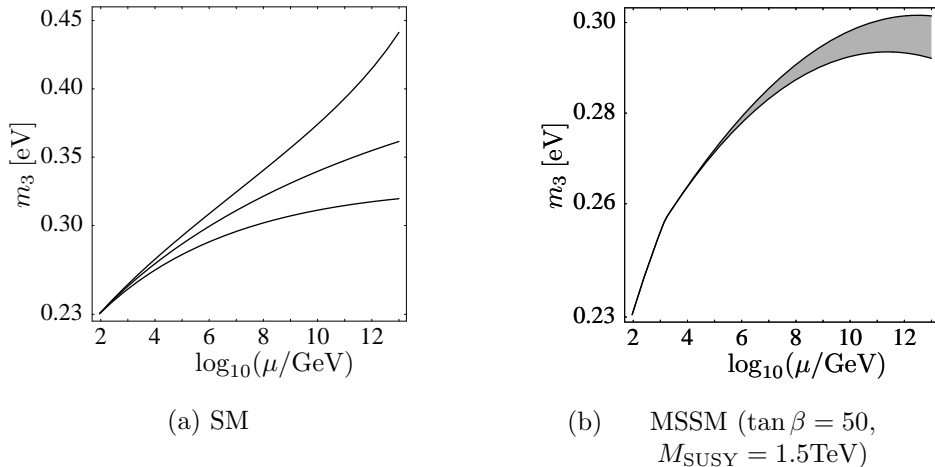 0.45
0.40
0.35
0.30
0.23
m₃ [eV]
2 4 6 8 10 12
log₁₀(μ/GeV)
(a) SM
0.30
0.28
0.26
0.23
m₃ [eV]
2 4 6 8 10 12
log₁₀(μ/GeV)
(b) MSSM (tan β = 50,
M_SUSY = 1.5TeV)